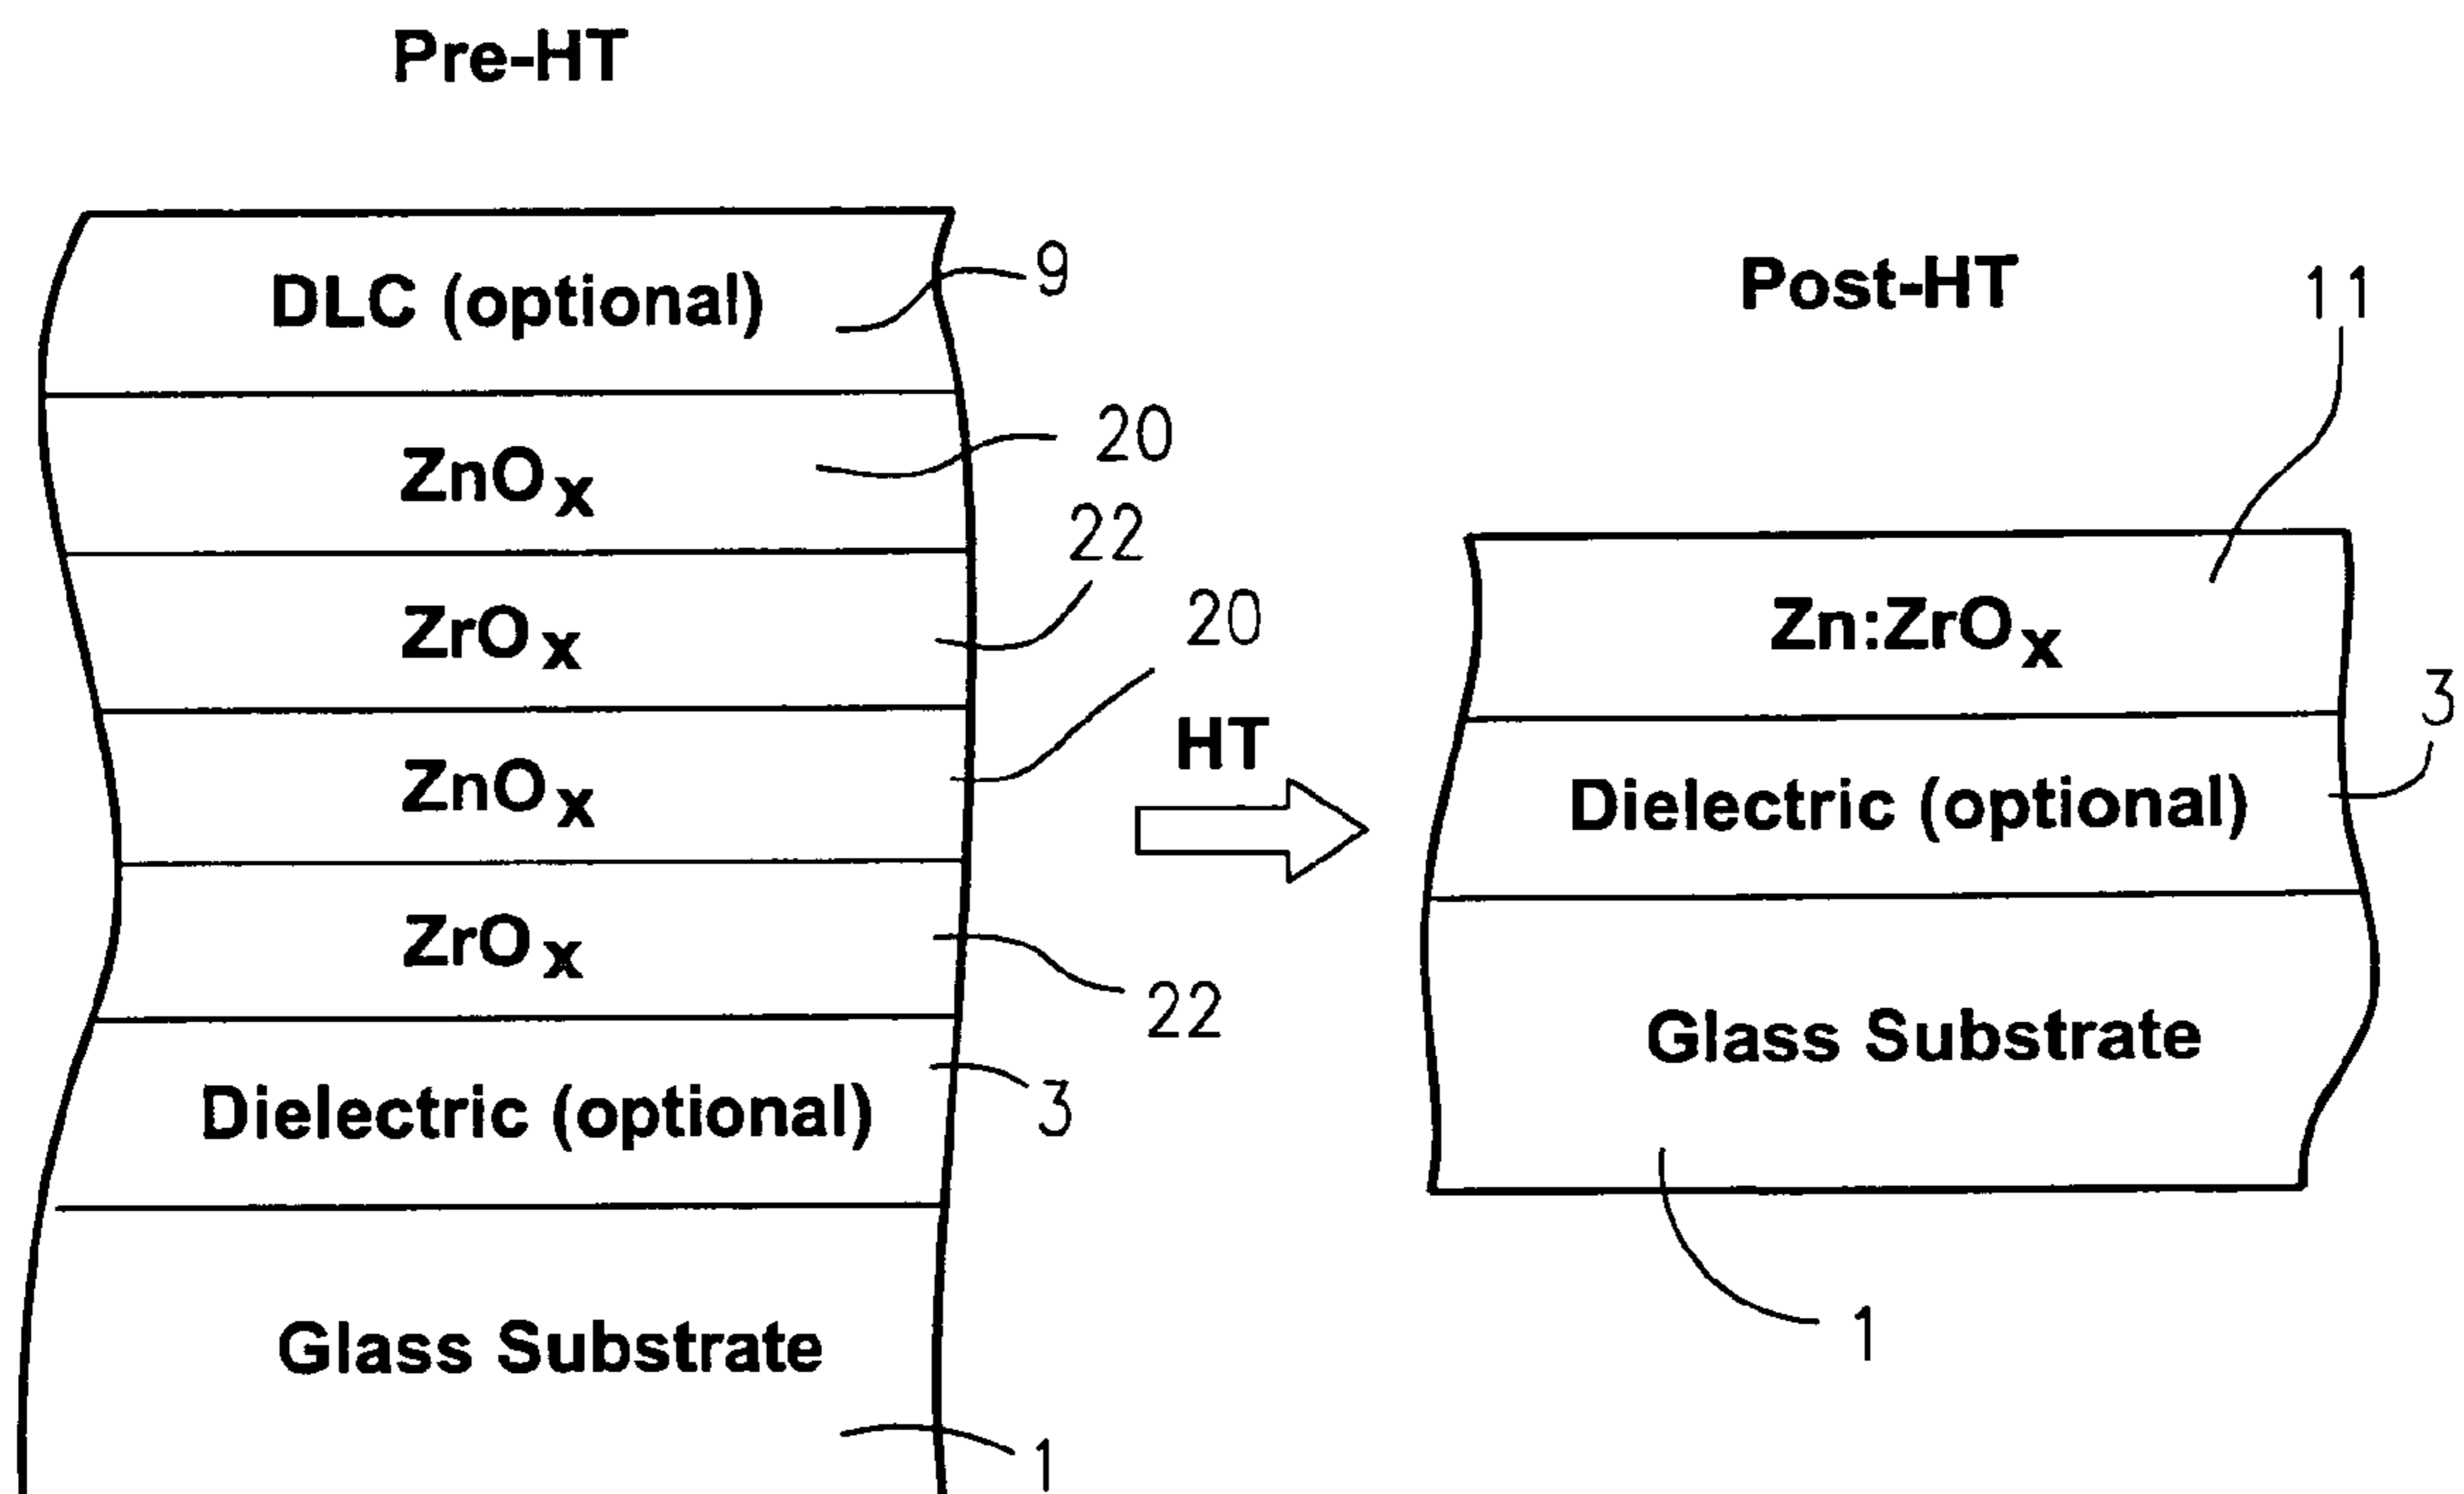 Pre-HT
DLC (optional)
9
ZnOx
20
ZrOx
22
ZnOx
20
ZrOx
22
Dielectric (optional)
3
Glass Substrate
1
HT
Post-HT
11
Zn:ZrOx
Dielectric (optional)
3
Glass Substrate
1